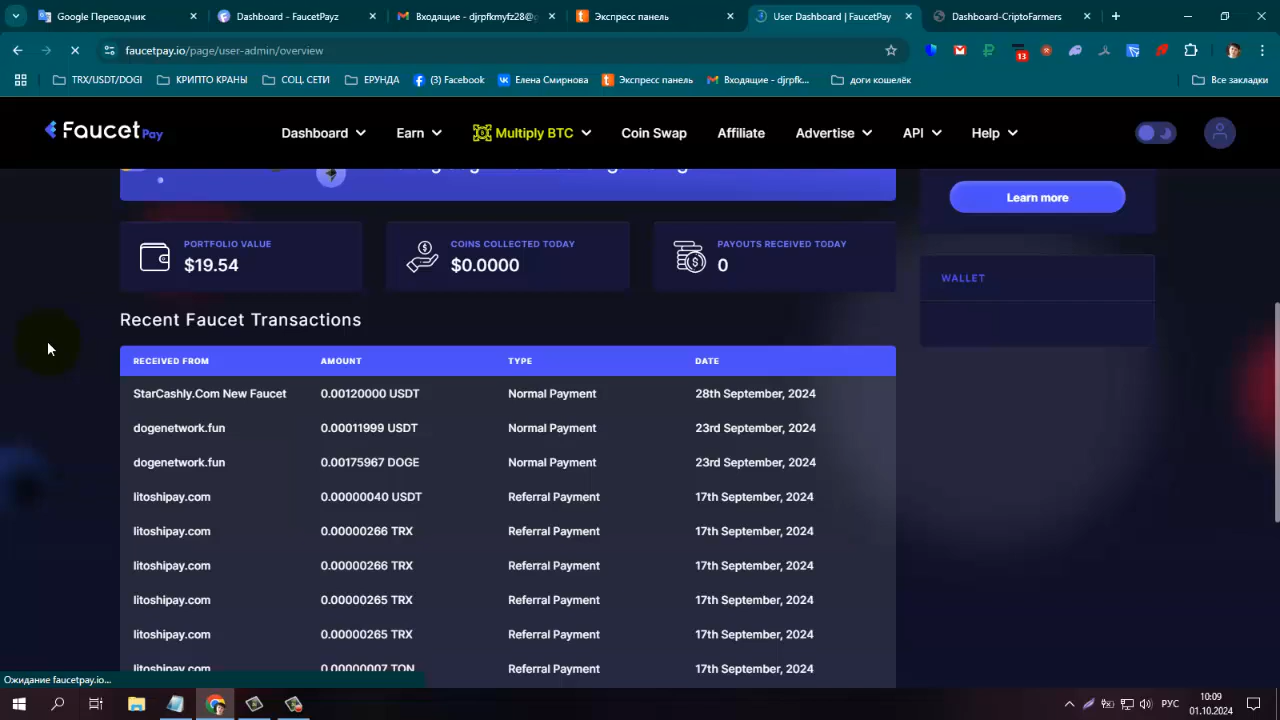 Google Переводчик
Dashboard - FaucetPayz
Входящие - djrpfkmyfz28@g
Экспресс панель
User Dashboard | FaucetPay
Dashboard-CriptoFarmers
faucetpay.io/page/user-admin/overview
13
TRX/USDT/DOGI
КРИПТО КРАНЫ
СОЦ. СЕТИ
ЕРУНДА
(3) Facebook
Елена Смирнова
Экспресс панель
Входящие - djrpfk...
доги кошелёк
Все закладки
Faucet Pay
Dashboard
Earn
Multiply BTC
Coin Swap
Affiliate
Advertise
API
Help
Learn more
PORTFOLIO VALUE
$19.54
COINS COLLECTED TODAY
$0.0000
PAYOUTS RECEIVED TODAY
0
WALLET
Recent Faucet Transactions
RECEIVED FROM AMOUNT TYPE DATE
StarCashly.Com New Faucet 0.00120000 USDT Normal Payment 28th September, 2024
dogenetwork.fun 0.00011999 USDT Normal Payment 23rd September, 2024
dogenetwork.fun 0.00175967 DOGE Normal Payment 23rd September, 2024
litoshipay.com 0.00000040 USDT Referral Payment 17th September, 2024
litoshipay.com 0.00000266 TRX Referral Payment 17th September, 2024
litoshipay.com 0.00000266 TRX Referral Payment 17th September, 2024
litoshipay.com 0.00000265 TRX Referral Payment 17th September, 2024
litoshipay.com 0.00000265 TRX Referral Payment 17th September, 2024
litoshipay.com 0.00000007 TON Referral Payment 17th September, 2024
Ожидание faucetpay.io...
РУС
10:09
01.10.2024